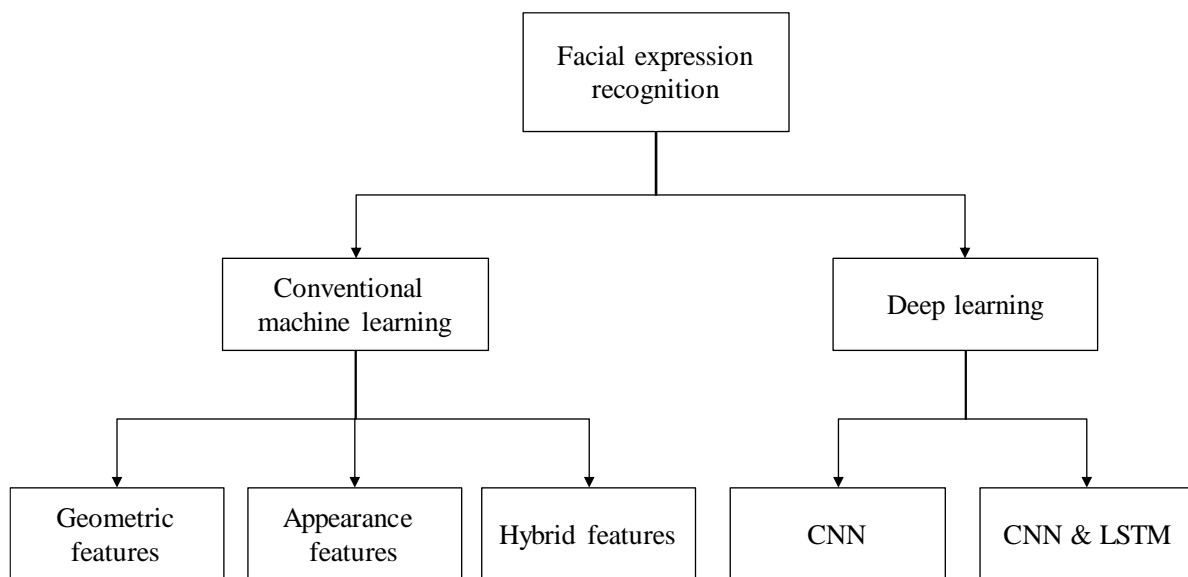 Facial expression
recognition
Conventional
machine learning
Deep learning
Geometric
features
Appearance
features
Hybrid features
CNN
CNN & LSTM